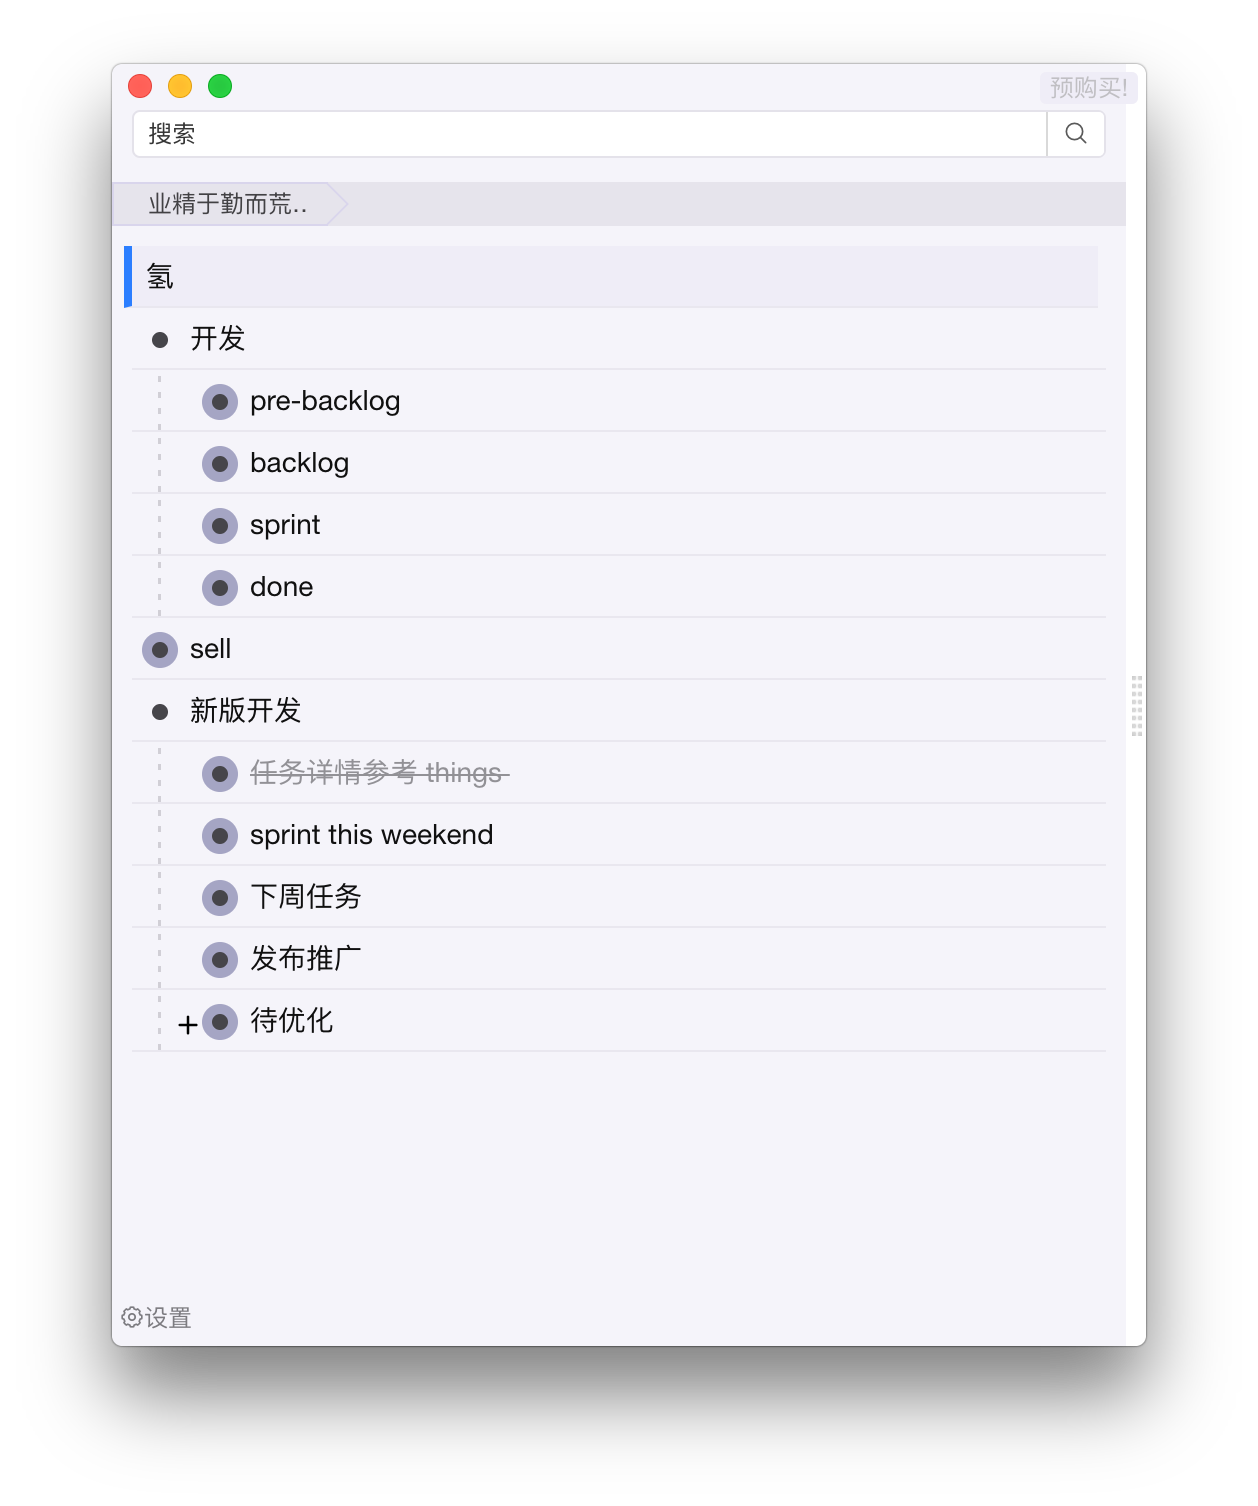 预购买!
搜索
业精于勤而荒..
氢
开发
pre-backlog
backlog
sprint
done
sell
新版开发
任务详情参考 things
sprint this weekend
下周任务
发布推广
待优化
设置